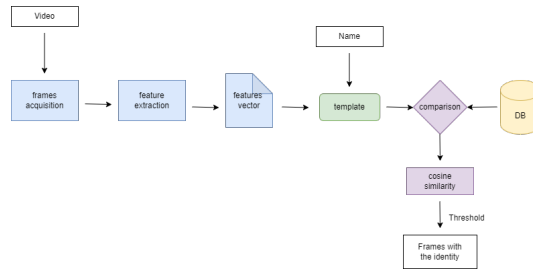 Video
Name
frames
acquisition
feature
extraction
features
vector
template
comparison
DB
cosine
similarity
Threshold
Frames with
the identity